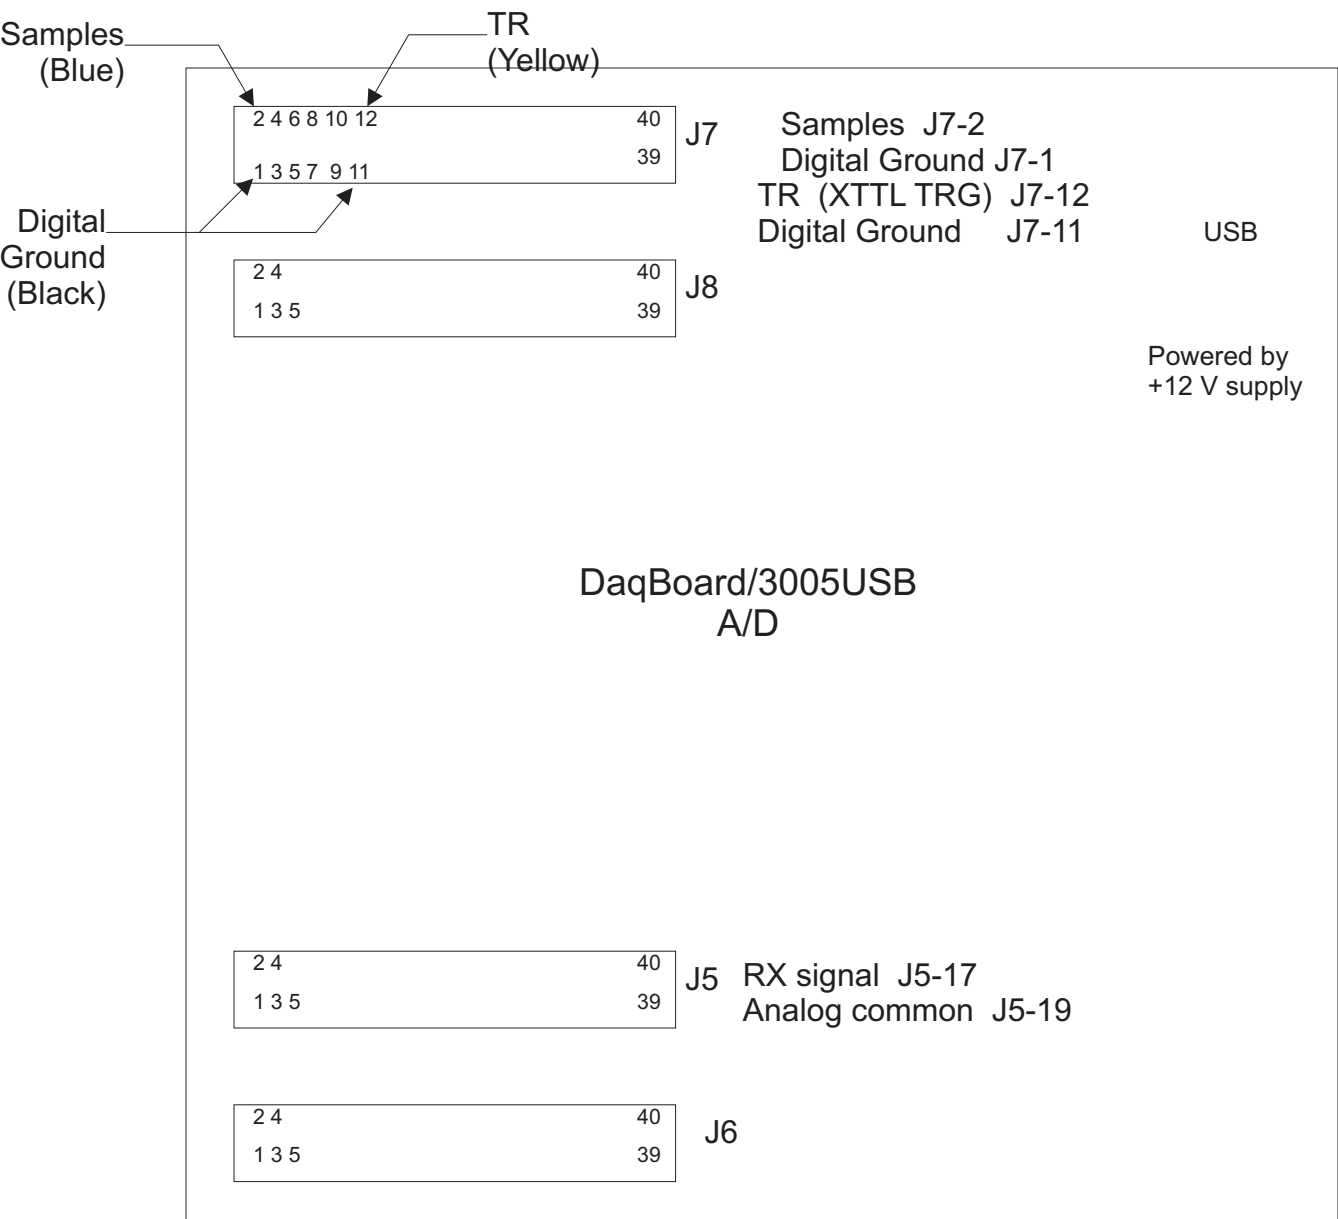 Samples
(Blue)
TR
(Yellow)
2 4 6 8 10 12
40
39
1 3 5 7 9 11
J7
Samples J7-2
Digital Ground J7-1
TR (XTTL TRG) J7-12
Digital Ground J7-11
USB
Digital
Ground
(Black)
2 4
40
1 3 5
39
J8
Powered by
+12 V supply
DaqBoard/3005USB
A/D
2 4
40
1 3 5
39
J5
RX signal J5-17
Analog common J5-19
2 4
40
1 3 5
39
J6